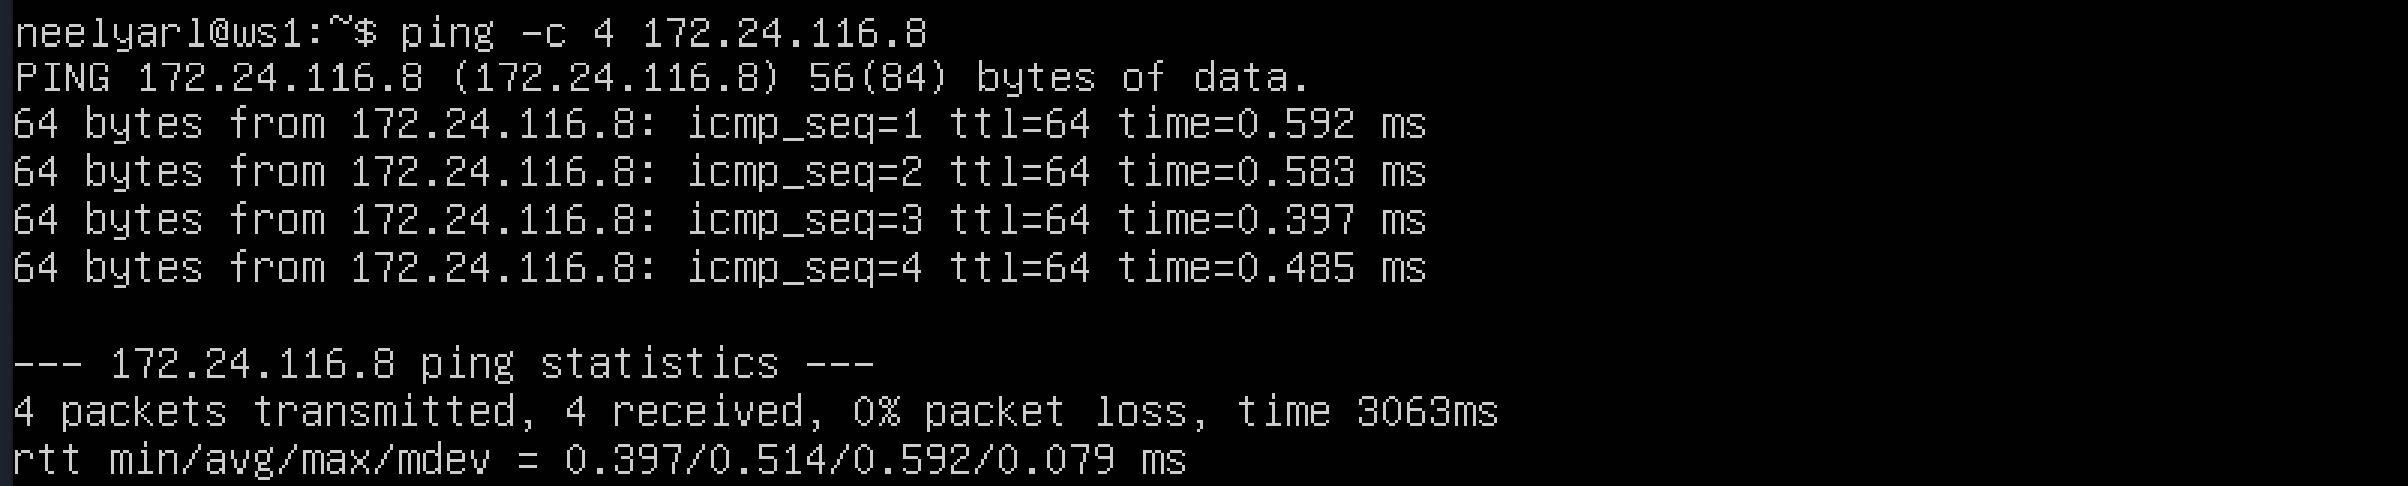 neelyarl@ws1:~$ ping -c 4 172.24.116.8
PING 172.24.116.8 (172.24.116.8) 56(84) bytes of data.
64 bytes from 172.24.116.8: icmp_seq=1 ttl=64 time=0.592 ms
64 bytes from 172.24.116.8: icmp_seq=2 ttl=64 time=0.583 ms
64 bytes from 172.24.116.8: icmp_seq=3 ttl=64 time=0.397 ms
64 bytes from 172.24.116.8: icmp_seq=4 ttl=64 time=0.485 ms
--- 172.24.116.8 ping statistics ---
4 packets transmitted, 4 received, 0% packet loss, time 3063ms
rtt min/avg/max/mdev = 0.397/0.514/0.592/0.079 ms